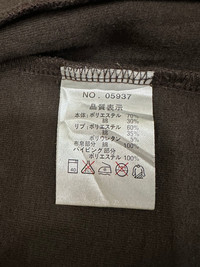 NO. 05937
品質表示
本体:ポリエステル 70%
綿 30%
リブ:ポリエステル 60%
綿 35%
ポリウレタン 5%
布帛部分 綿 100%
パイピング部分
ポリエステル 100%